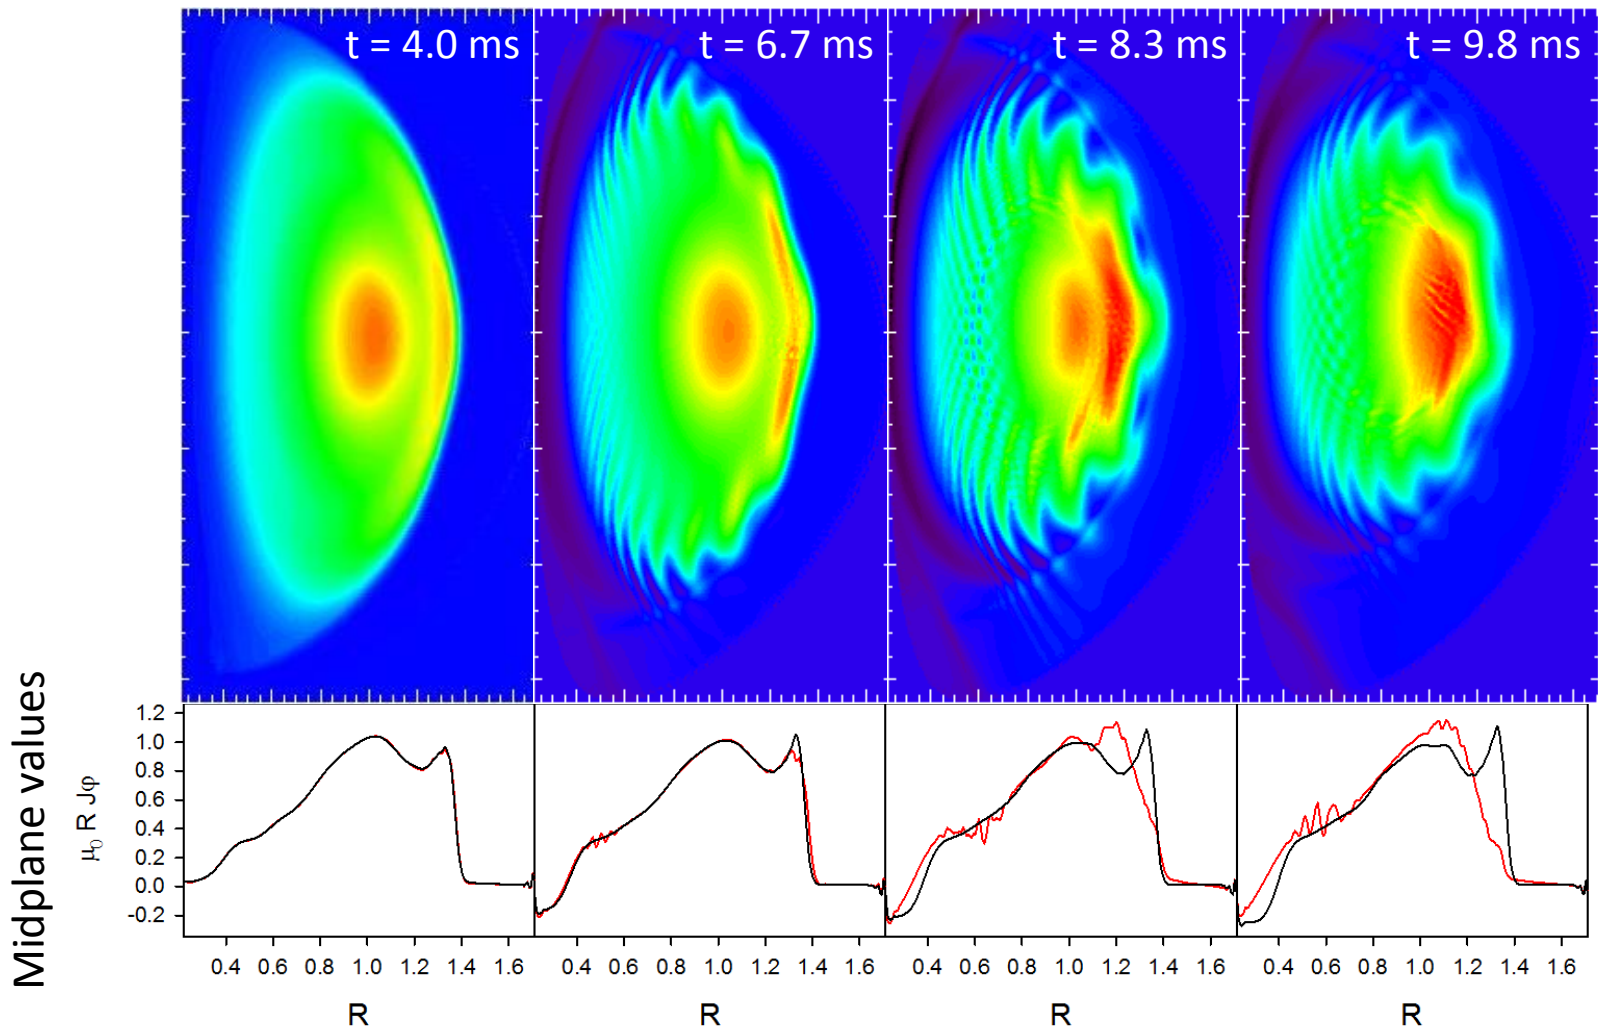 t = 4.0 ms
t = 6.7 ms
t = 8.3 ms
t = 9.8 ms
Midplane values
μ0 R Jφ
1.2
1.0
0.8
0.6
0.4
0.2
0.0
-0.2
0.4 0.6 0.8 1.0 1.2 1.4 1.6
0.4 0.6 0.8 1.0 1.2 1.4 1.6
0.4 0.6 0.8 1.0 1.2 1.4 1.6
0.4 0.6 0.8 1.0 1.2 1.4 1.6
R
R
R
R